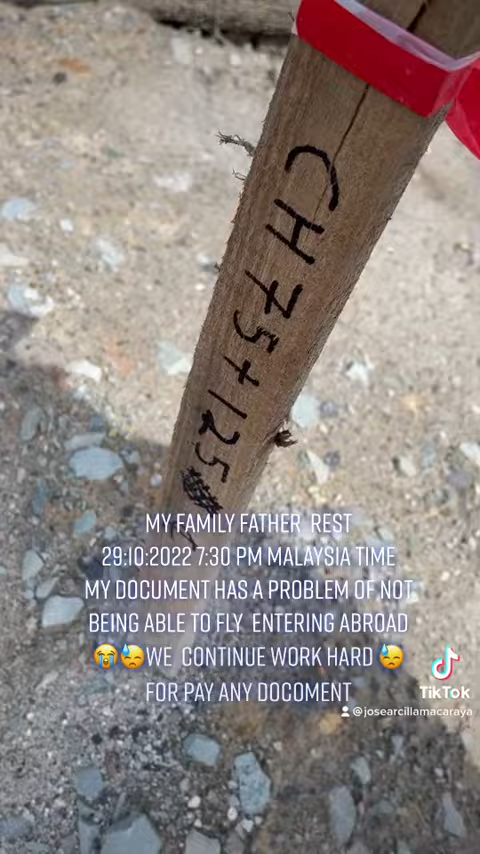 CH 75+125
MY FAMILY FATHER REST
29:10:2022 7:30 PM MALAYSIA TIME
MY DOCUMENT HAS A PROBLEM OF NOT
BEING ABLE TO FLY ENTERING ABROAD
😭😓WE CONTINUE WORK HARD 😓
FOR PAY ANY DOCOMENT
TikTok
@josearcillamacaraya